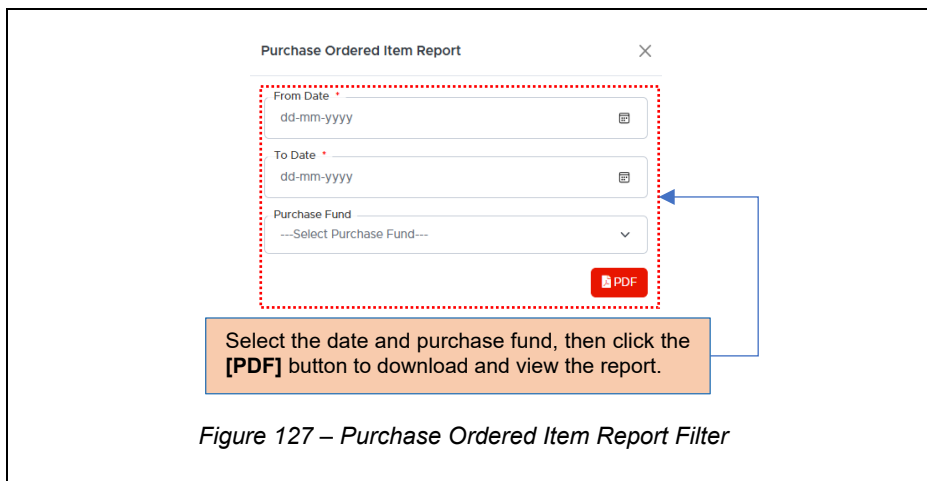 Purchase Ordered Item Report
From Date *
dd-mm-yyyy
To Date *
dd-mm-yyyy
Purchase Fund
---Select Purchase Fund---
PDF
Select the date and purchase fund, then click the
[PDF] button to download and view the report.
Figure 127 – Purchase Ordered Item Report Filter